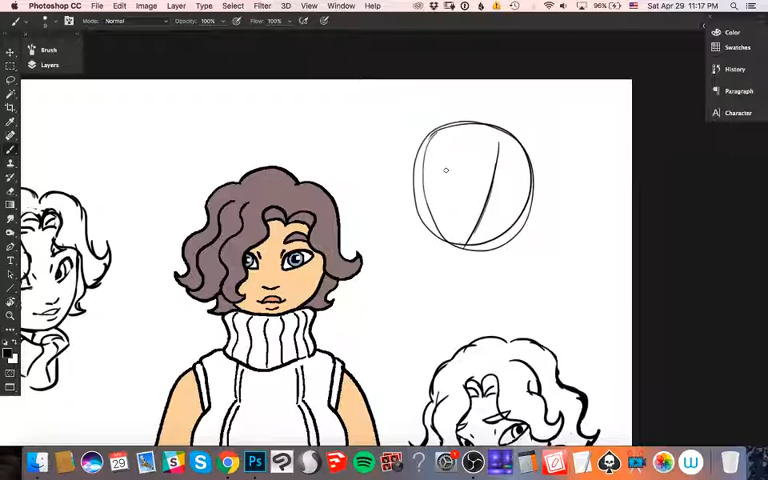 Photoshop CC File Edit Image Layer Type Select Filter 3D View Window Help 96% Sat Apr 29 11:17 PM
Mode: Normal Opacity: 100% Flow: 100%
Brush
Layers
Color
Swatches
History
Paragraph
Character